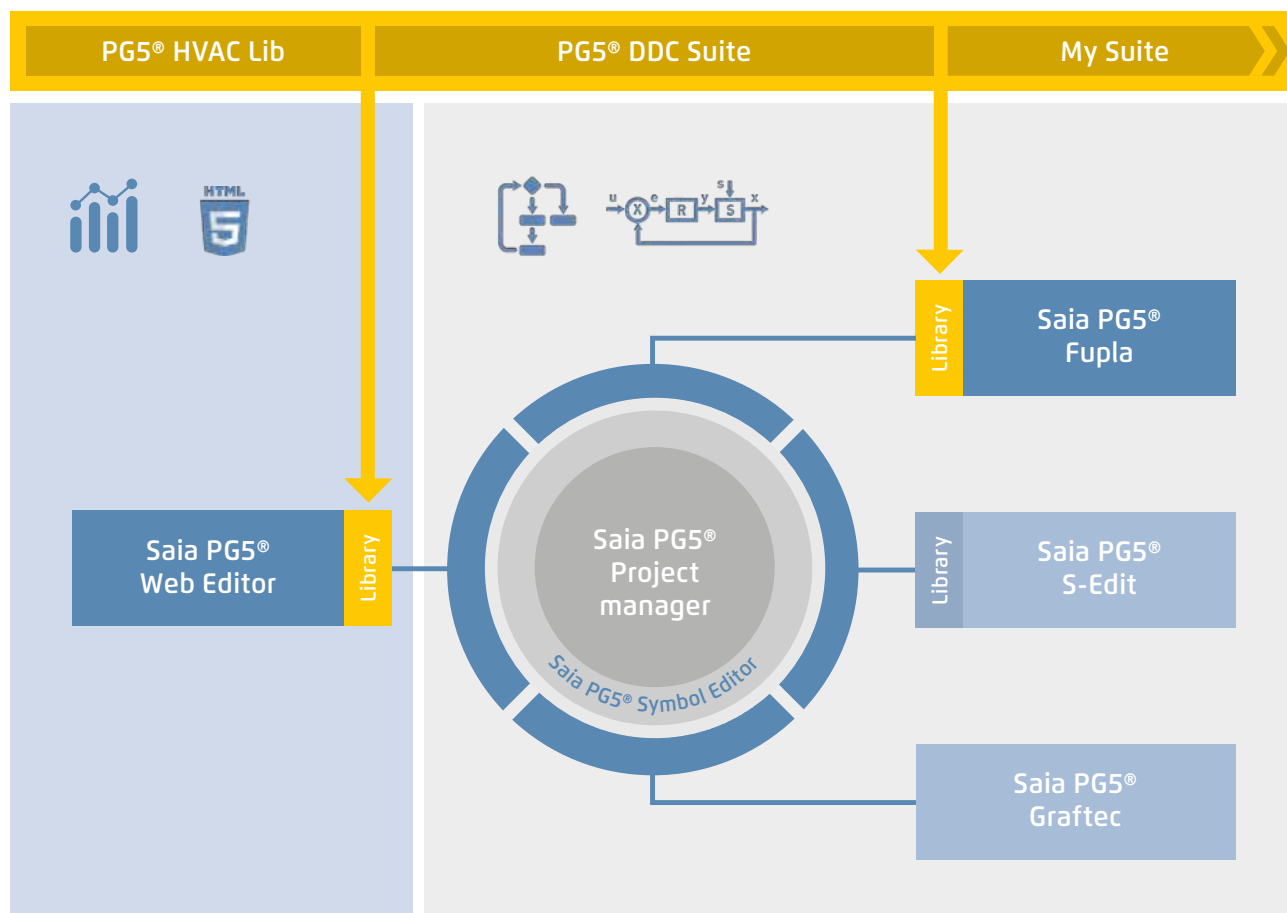 PG5® HVAC Lib
PG5® DDC Suite
My Suite
HTML
5
u
X
e
R
y
s
S
x
Saia PG5®
Fupla
Library
Saia PG5®
Web Editor
Library
Saia PG5®
Project
manager
Saia PG5® Symbol Editor
Library
Saia PG5®
S-Edit
Saia PG5®
Graftec